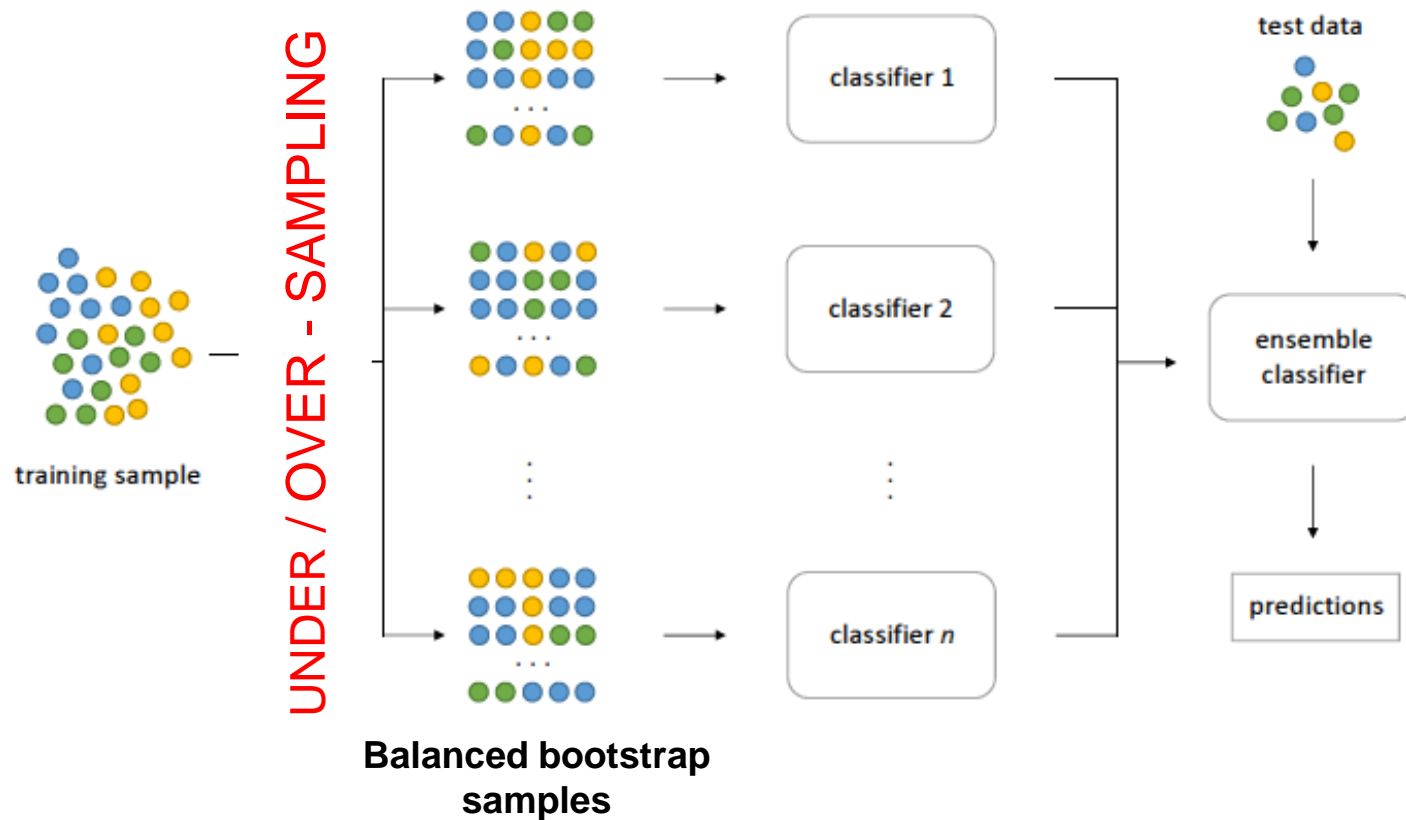 training sample
UNDER / OVER - SAMPLING
. . .
. . .
. . .
Balanced bootstrap
samples
classifier 1
classifier 2
classifier n
test data
ensemble
classifier
predictions